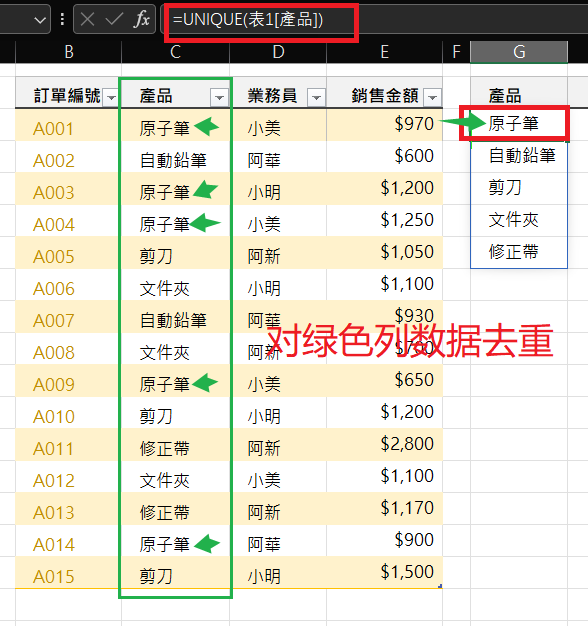 =UNIQUE(表1[產品])
fx
B C D E F G
訂單編號 產品 業務員 銷售金額 產品
A001 原子筆 小美 $970 原子筆
A002 自動鉛筆 阿華 $600 自動鉛筆
A003 原子筆 小明 $1,200 剪刀
A004 原子筆 小美 $1,250 文件夾
A005 剪刀 阿新 $1,050 修正帶
A006 文件夾 小明 $1,100
A007 自動鉛筆 阿華 $930
对绿色列数据去重
A008 文件夾 阿新 $700
A009 原子筆 小美 $650
A010 剪刀 小明 $1,200
A011 修正帶 阿新 $2,800
A012 文件夾 小美 $1,100
A013 修正帶 阿新 $1,170
A014 原子筆 阿華 $900
A015 剪刀 小明 $1,500